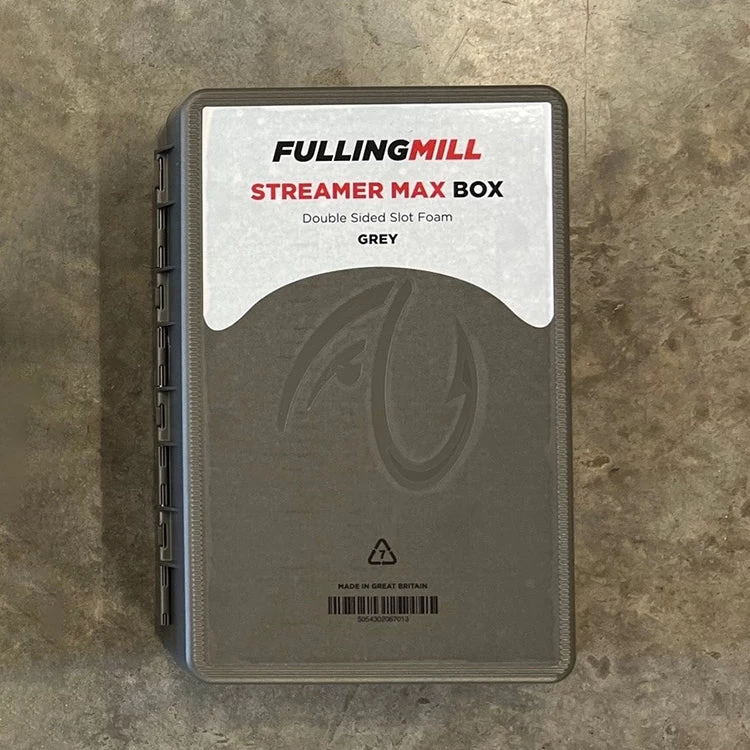 FULLINGMILL
STREAMER MAX BOX
Double Sided Slot Foam
GREY
7
MADE IN GREAT BRITAIN
5054302087013